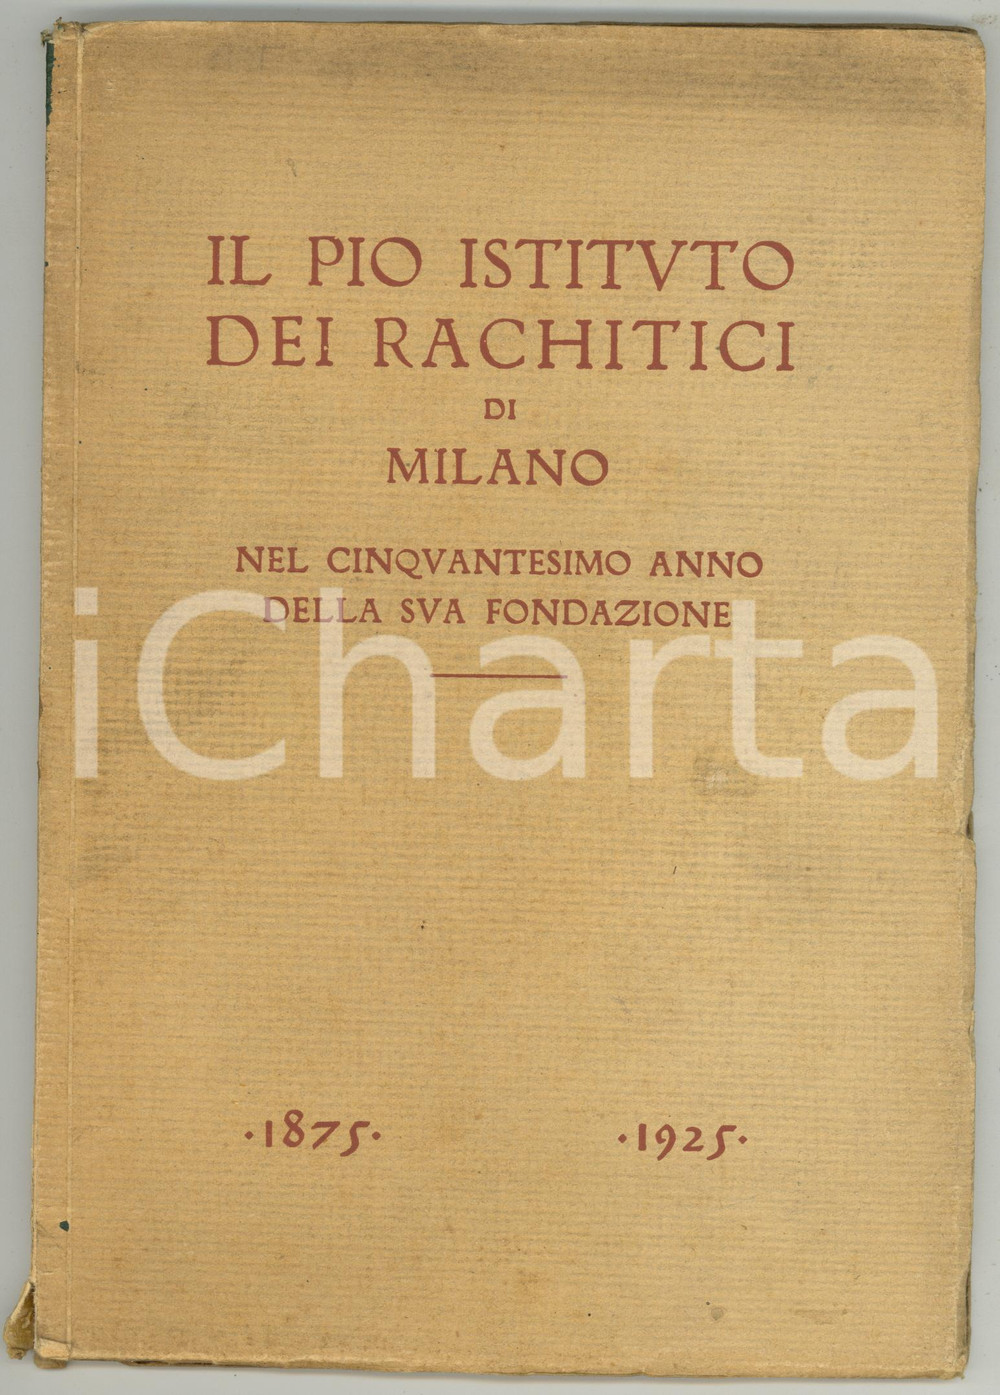 IL PIO ISTITVTO
DEI RACHITICI
DI
MILANO
NEL CINQVANTESIMO ANNO
DELLA SVA FONDAZIONE
iCharta
·1875· ·1925·